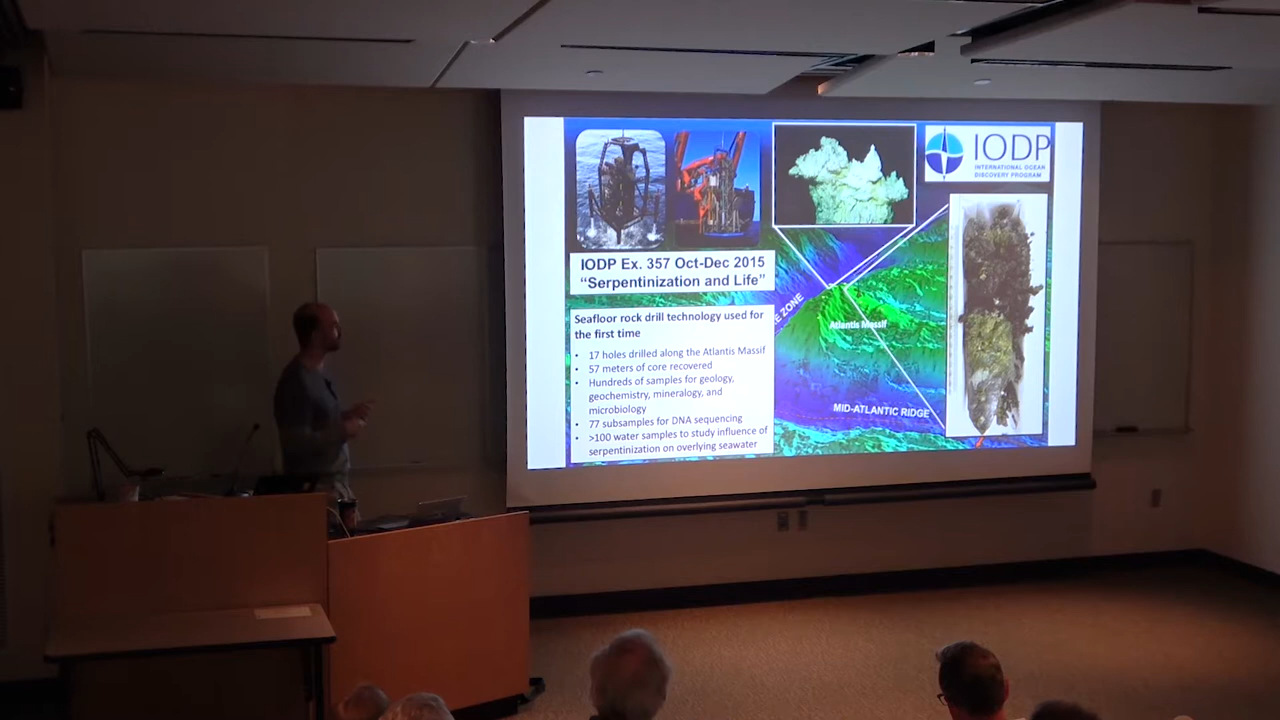 IODP
INTERNATIONAL OCEAN
DISCOVERY PROGRAM
IODP Ex. 357 Oct-Dec 2015
“Serpentinization and Life”
Seafloor rock drill technology used for
the first time
• 17 holes drilled along the Atlantis Massif
• 57 meters of core recovered
• Hundreds of samples for geology,
geochemistry, mineralogy, and
microbiology
• 77 subsamples for DNA sequencing
• >100 water samples to study influence of
serpentinization on overlying seawater
ZONE
Atlantis Massif
MID-ATLANTIC RIDGE